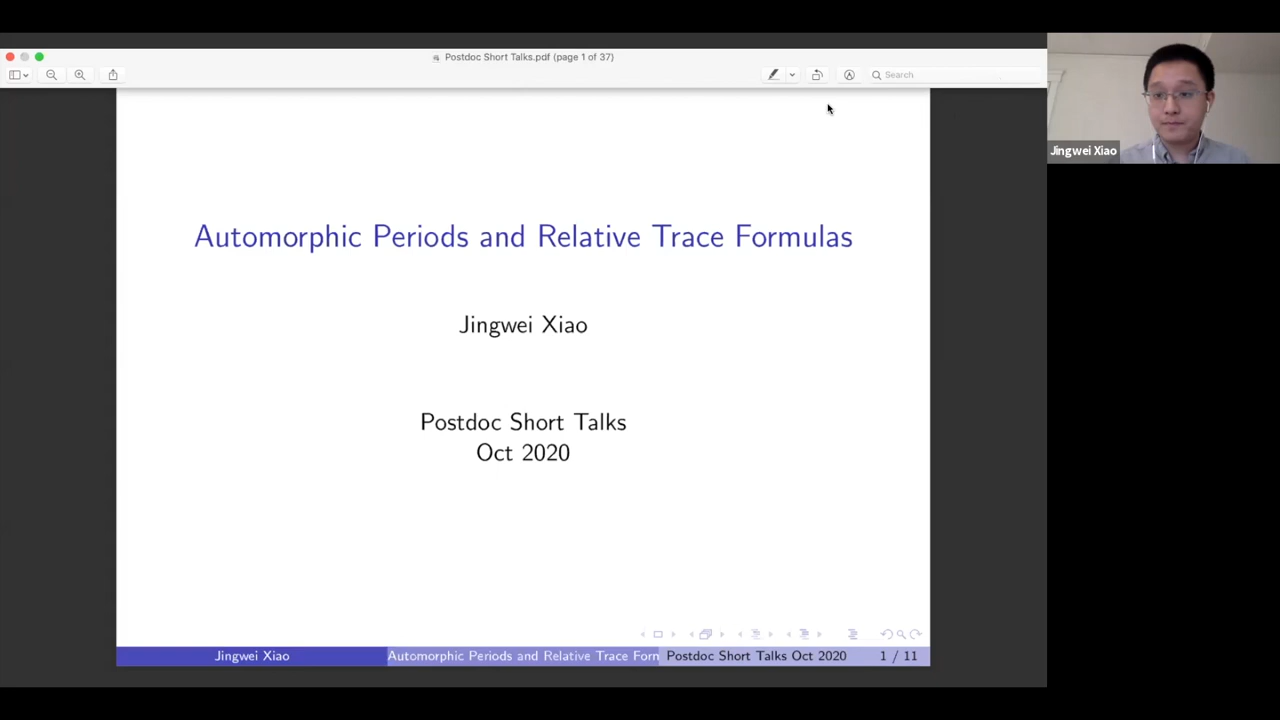 Postdoc Short Talks.pdf (page 1 of 37)
Search
Automorphic Periods and Relative Trace Formulas
Jingwei Xiao
Postdoc Short Talks
Oct 2020
Jingwei Xiao
Automorphic Periods and Relative Trace Form
Postdoc Short Talks Oct 2020
1 / 11
Jingwei Xiao